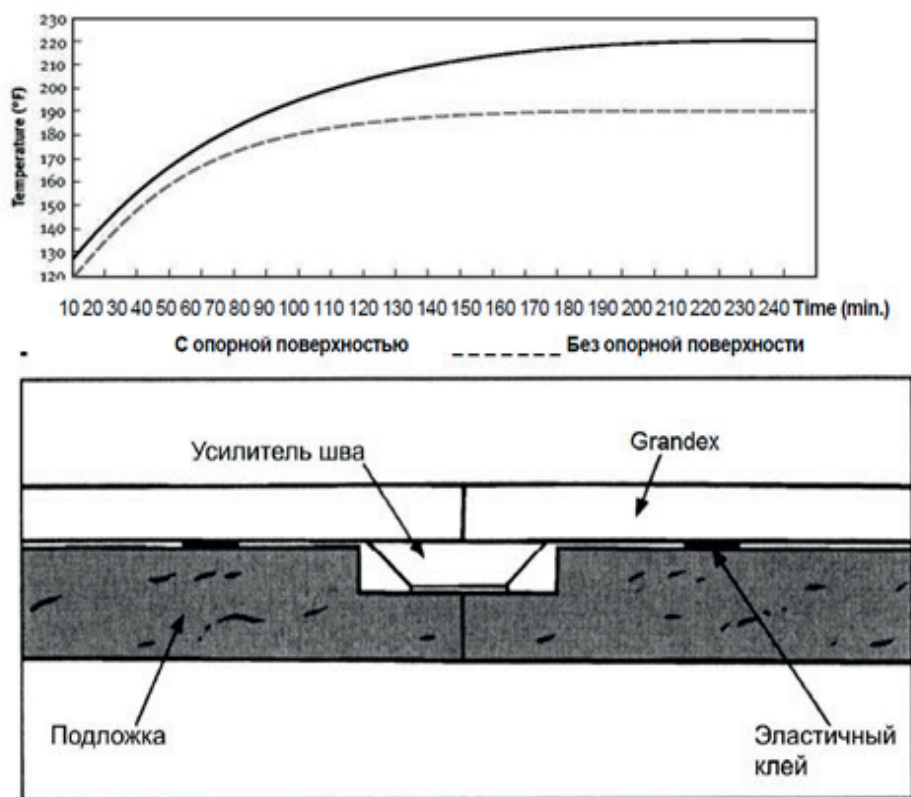 230
220
210
200
190
180
170
160
150
140
130
120
Temperature (°F)
10 20 30 40 50 60 70 80 90 100 110 120 130 140 150 160 170 180 190 200 210 220 230 240 Time (min.)
С опорной поверхностью _ _ _ _ _ _ _ Без опорной поверхности
Усилитель шва
Grandex
Подложка
Эластичный
клей